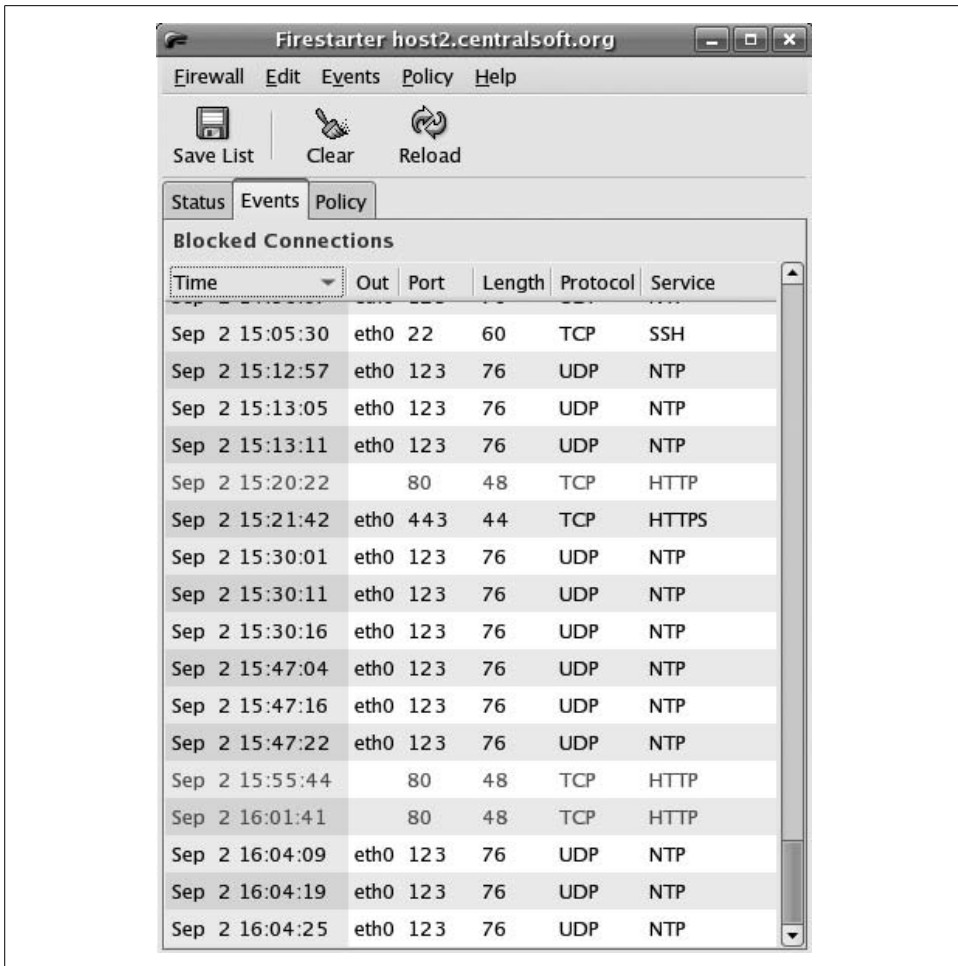 Firestarter host2.centralsoft.org
Firewall Edit Events Policy Help
Save List Clear Reload
Status Events Policy
Blocked Connections
Time Out Port Length Protocol Service
Sep 2 15:05:30 eth0 22 60 TCP SSH
Sep 2 15:12:57 eth0 123 76 UDP NTP
Sep 2 15:13:05 eth0 123 76 UDP NTP
Sep 2 15:13:11 eth0 123 76 UDP NTP
Sep 2 15:20:22 80 48 TCP HTTP
Sep 2 15:21:42 eth0 443 44 TCP HTTPS
Sep 2 15:30:01 eth0 123 76 UDP NTP
Sep 2 15:30:11 eth0 123 76 UDP NTP
Sep 2 15:30:16 eth0 123 76 UDP NTP
Sep 2 15:47:04 eth0 123 76 UDP NTP
Sep 2 15:47:16 eth0 123 76 UDP NTP
Sep 2 15:47:22 eth0 123 76 UDP NTP
Sep 2 15:55:44 80 48 TCP HTTP
Sep 2 16:01:41 80 48 TCP HTTP
Sep 2 16:04:09 eth0 123 76 UDP NTP
Sep 2 16:04:19 eth0 123 76 UDP NTP
Sep 2 16:04:25 eth0 123 76 UDP NTP